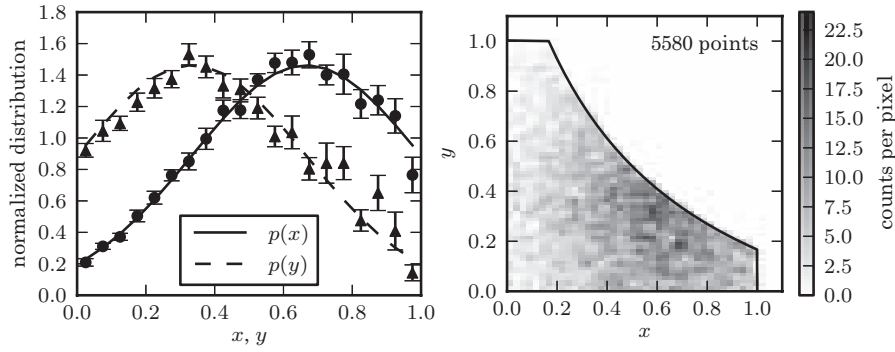 normalized distribution
1.8
1.6
1.4
1.2
1.0
0.8
0.6
0.4
0.2
0.0
p(x)
p(y)
0.0 0.2 0.4 0.6 0.8 1.0
x, y
5580 points
y
1.0
0.8
0.6
0.4
0.2
0.0
0.0 0.2 0.4 0.6 0.8 1.0
x
22.5
20.0
17.5
15.0
12.5
10.0
7.5
5.0
2.5
0.0
counts per pixel